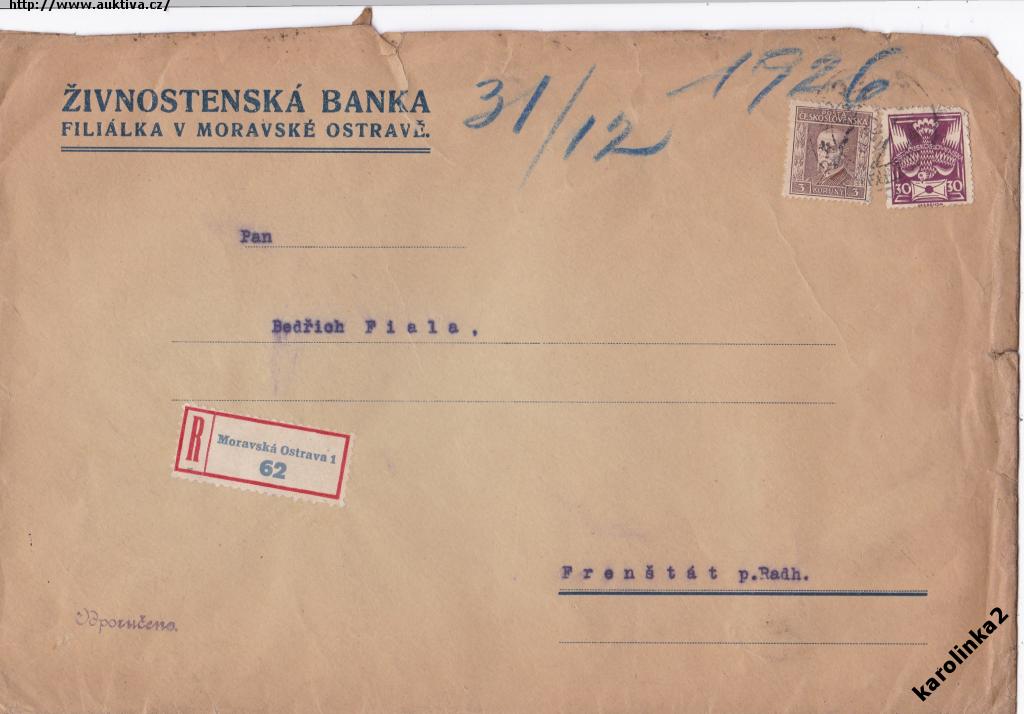 http://www.auktiva.cz/
ŽIVNOSTENSKÁ BANKA
FILIÁLKA V MORAVSKÉ OSTRAVĚ.
31/12 1926
ČESKOSLOVENSKÁ
3 KORUNY 3
30 30
Pan
Bedřich Fiala,
R
Moravská Ostrava 1
62
Frenštát p.Radh.
Doporučeno.
karolinka2